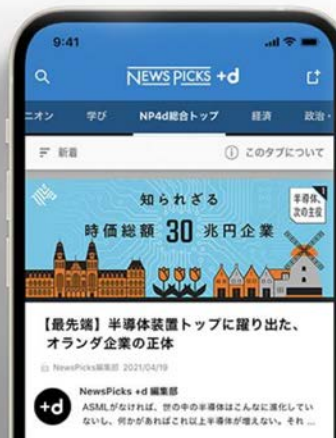 9:41
NEWS PICKS +d
ニオン 学び NP4d総合トップ 経済 政治・
新着 このタブについて
知られざる
時価総額 30 兆円企業
半導体、
次の主役
【最先端】半導体装置トップに躍り出た、
オランダ企業の正体
NewsPicks編集部 2021/04/19
+d
NewsPicks +d 編集部
ASMLがなければ、世の中の半導体はこんなに進化してい
ないし、何かがあればこれ以上半導体が増えない。それ ...